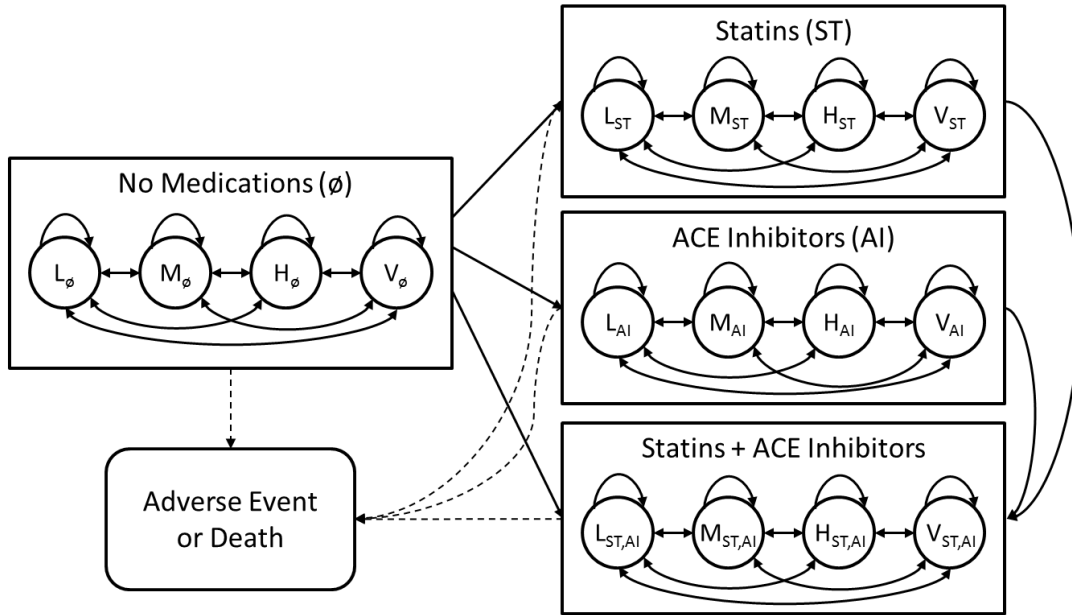 Statins (ST)
L_ST M_ST H_ST V_ST
No Medications (ø)
L_ø M_ø H_ø V_ø
ACE Inhibitors (AI)
L_AI M_AI H_AI V_AI
Statins + ACE Inhibitors
L_ST,AI M_ST,AI H_ST,AI V_ST,AI
Adverse Event
or Death